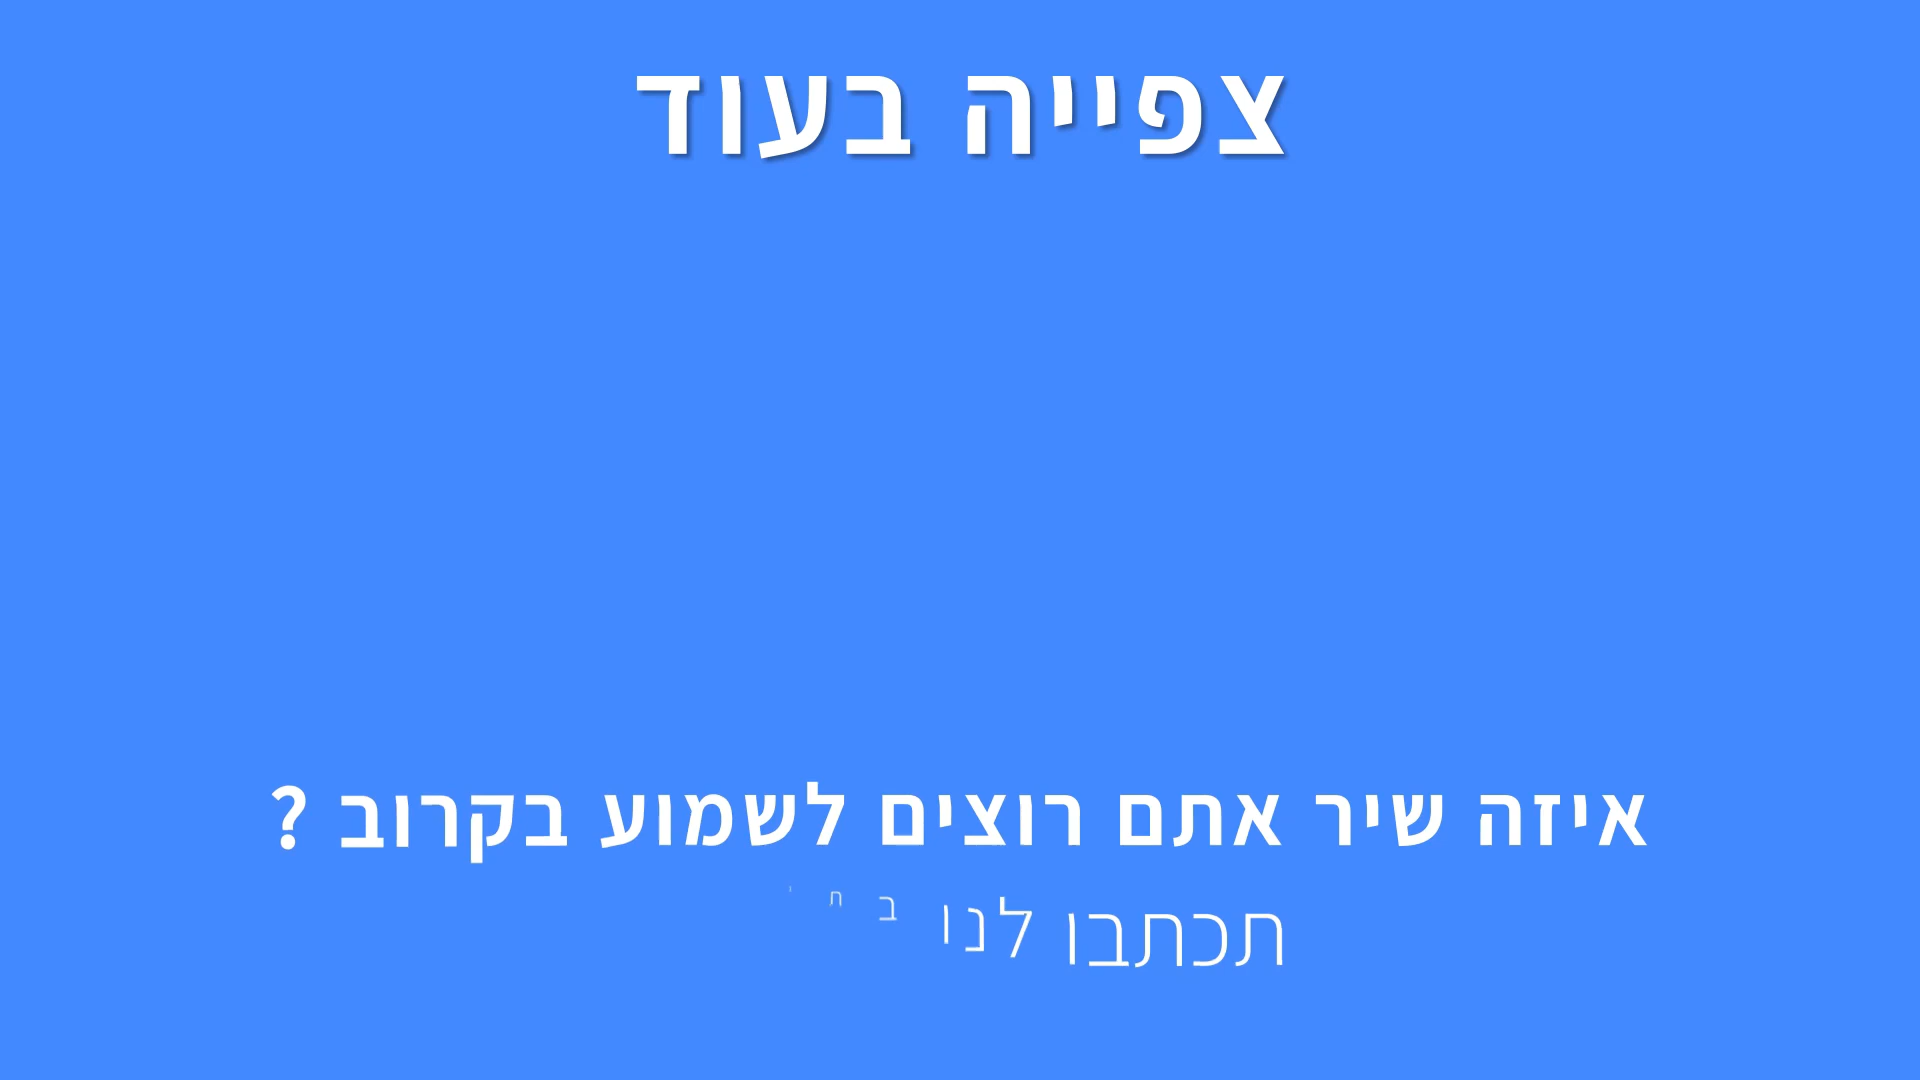 צפייה בעוד
איזה שיר אתם רוצים לשמוע בקרוב ?
תכתבו לנו